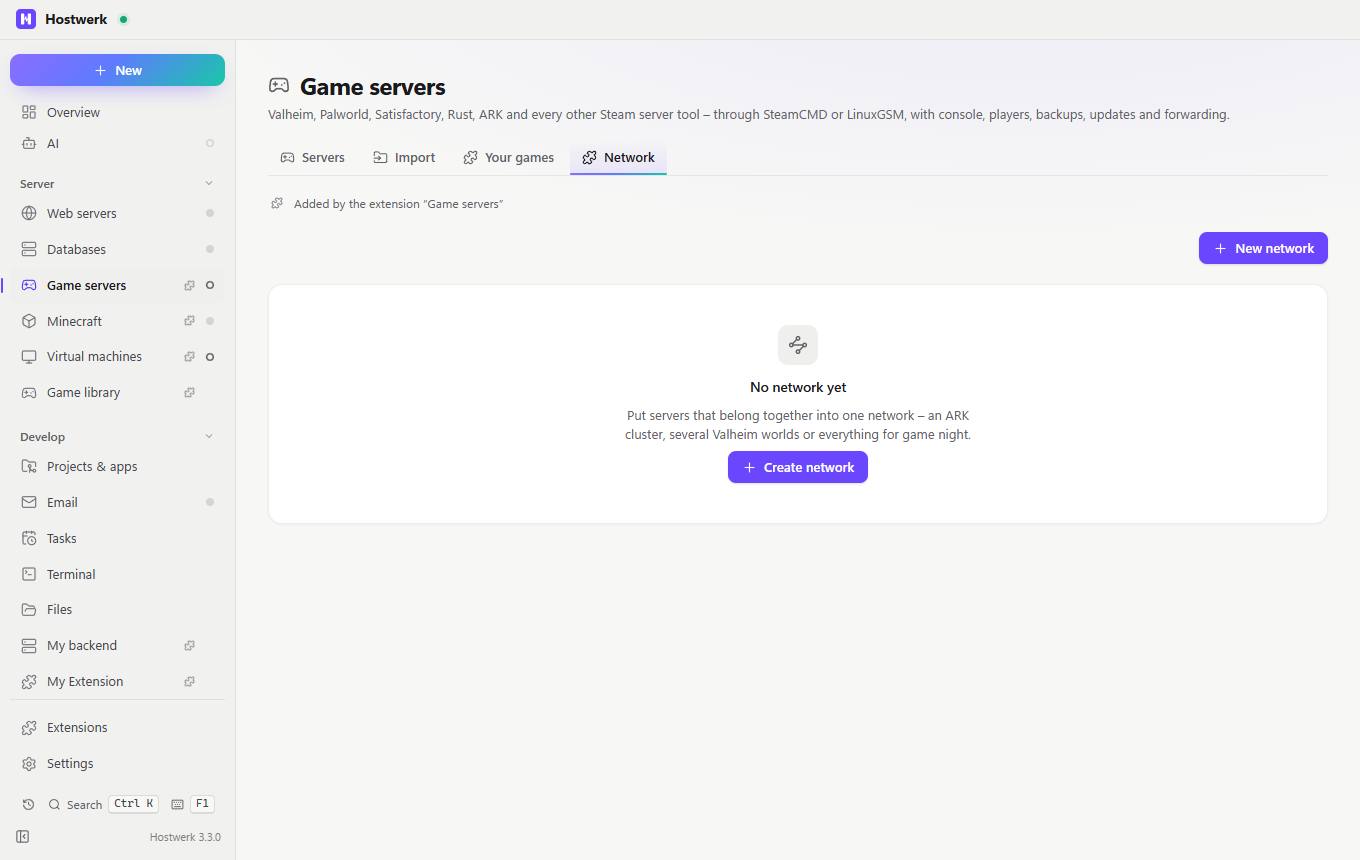 Hostwerk
New
Overview
AI
Server
Web servers
Databases
Game servers
Minecraft
Virtual machines
Game library
Develop
Projects & apps
Email
Tasks
Terminal
Files
My backend
My Extension
Extensions
Settings
Search Ctrl K F1
Hostwerk 3.3.0
Game servers
Valheim, Palworld, Satisfactory, Rust, ARK and every other Steam server tool – through SteamCMD or LinuxGSM, with console, players, backups, updates and forwarding.
Servers Import Your games Network
Added by the extension “Game servers”
New network
No network yet
Put servers that belong together into one network – an ARK
cluster, several Valheim worlds or everything for game night.
Create network